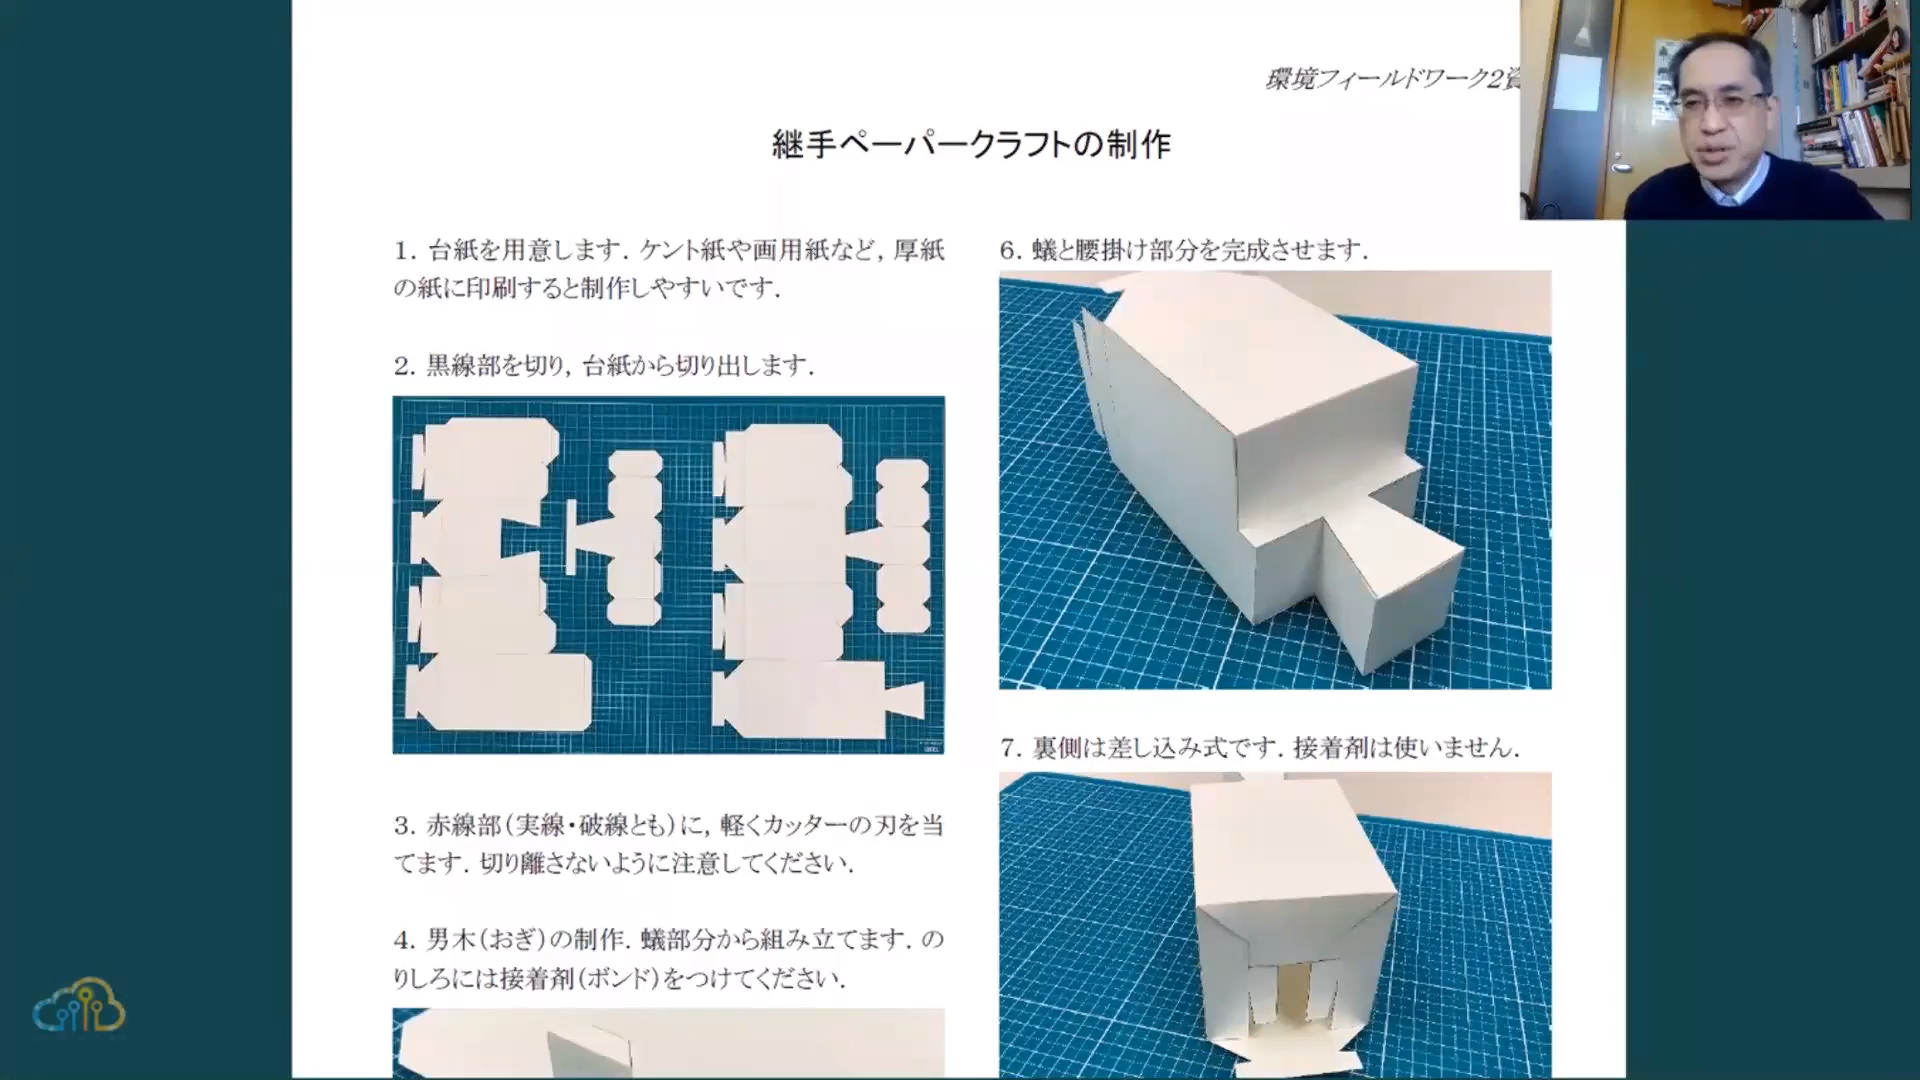 環境フィールドワーク2資
継手ペーパークラフトの制作
1. 台紙を用意します. ケント紙や画用紙など, 厚紙
の紙に印刷すると制作しやすいです.
2. 黒線部を切り, 台紙から切り出します.
3. 赤線部(実線・破線とも)に, 軽くカッターの刃を当
てます. 切り離さないように注意してください.
4. 男木(おぎ)の制作. 蟻部分から組み立てます. の
りしろには接着剤(ボンド)をつけてください.
6. 蟻と腰掛け部分を完成させます.
7. 裏側は差し込み式です. 接着剤は使いません.